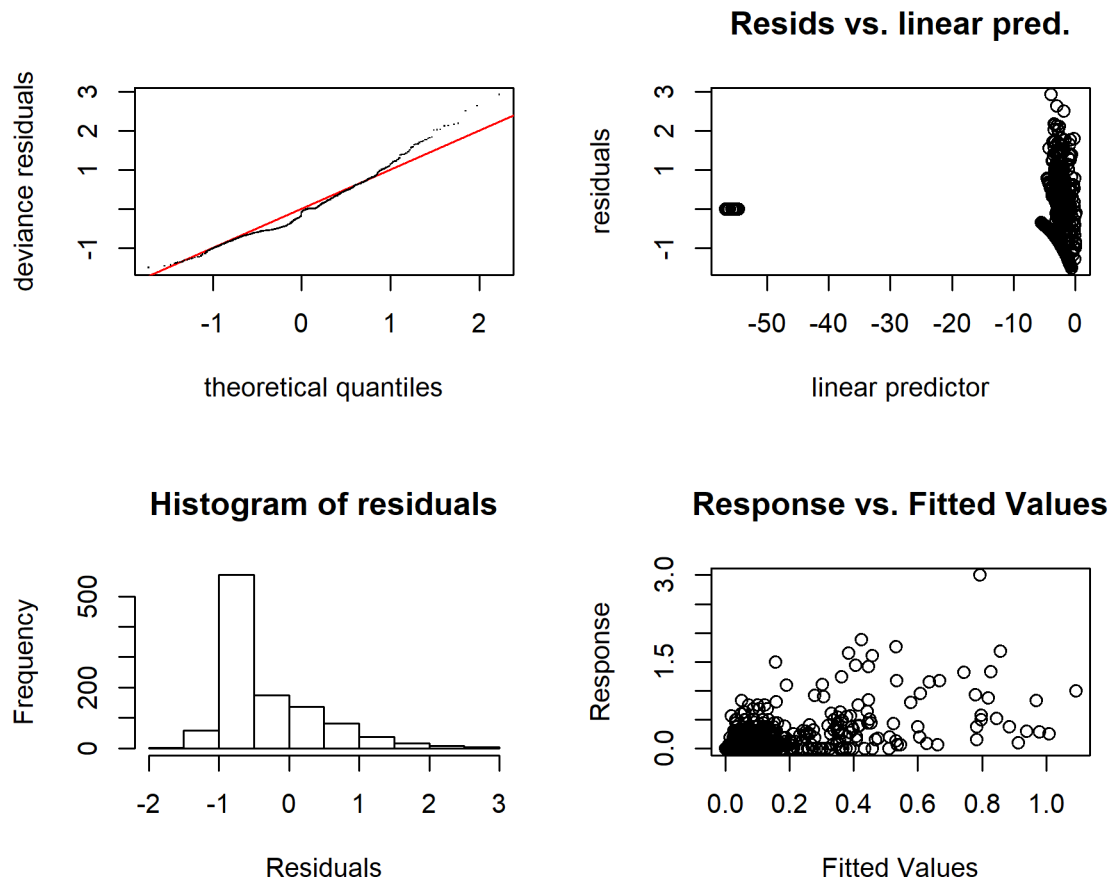 deviance residuals
3
2
1
-1
-1 0 1 2
theoretical quantiles
Resids vs. linear pred.
residuals
3
2
1
-1
-50 -40 -30 -20 -10 0
linear predictor
Histogram of residuals
Frequency
500
200
0
-2 -1 0 1 2 3
Residuals
Response vs. Fitted Values
Response
3.0
1.5
0.0
0.0 0.2 0.4 0.6 0.8 1.0
Fitted Values